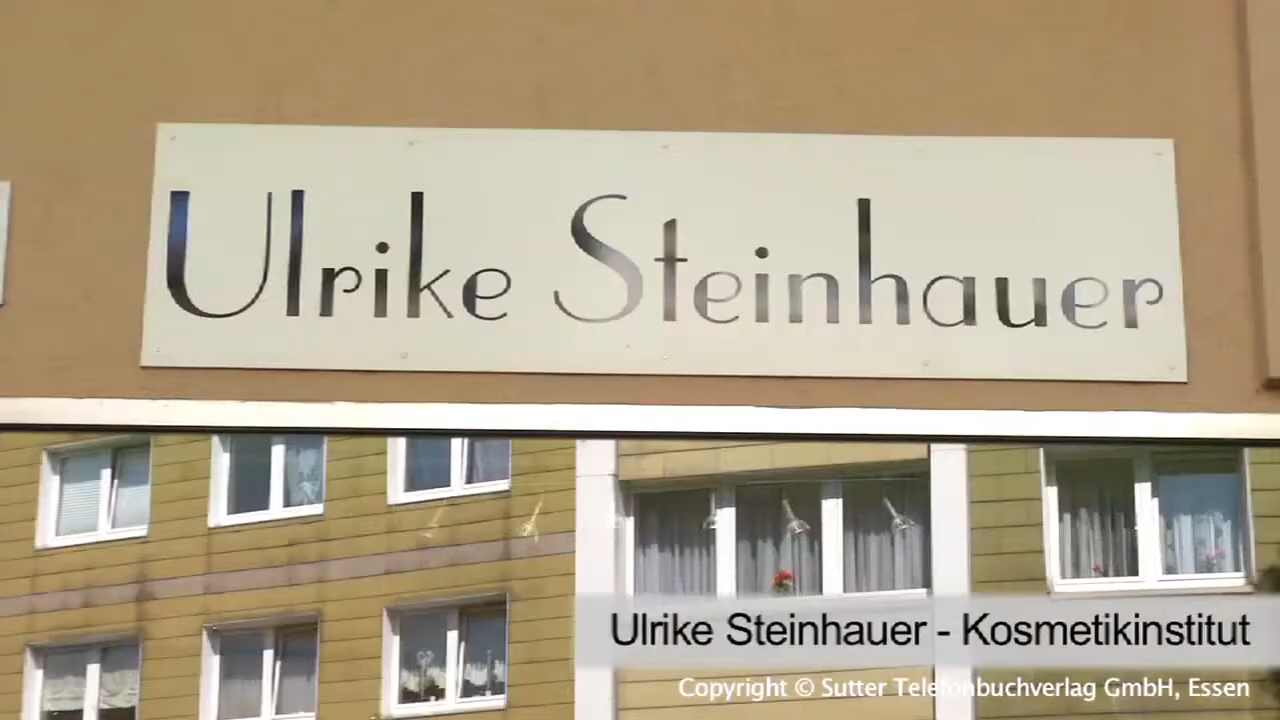 Ulrike Steinhauer
Ulrike Steinhauer - Kosmetikinstitut
Copyright © Sutter Telefonbuchverlag GmbH, Essen